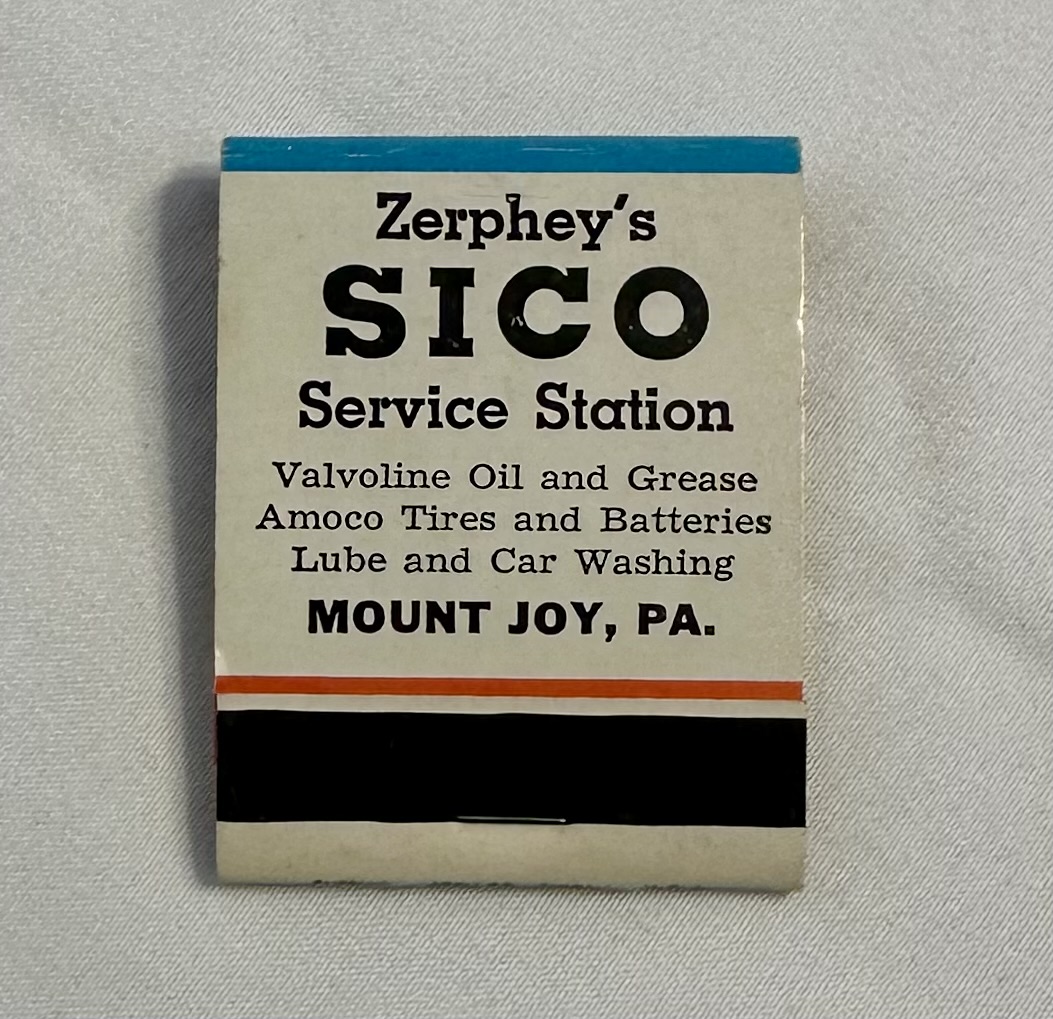 Zerphey's
SICO
Service Station
Valvoline Oil and Grease
Amoco Tires and Batteries
Lube and Car Washing
MOUNT JOY, PA.